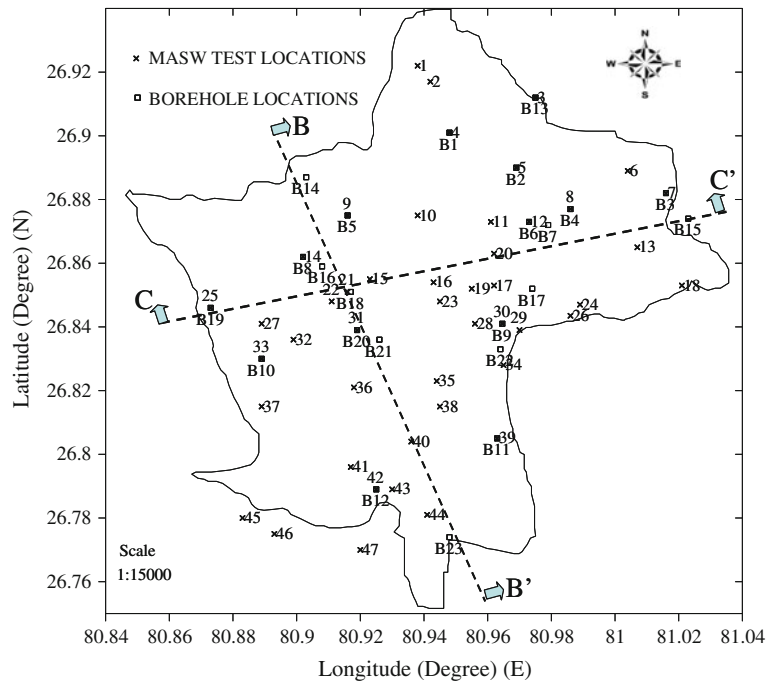 MASW TEST LOCATIONS
BOREHOLE LOCATIONS
N
W
E
S
26.92
26.9
26.88
26.86
26.84
26.82
26.8
26.78
26.76
Latitude (Degree) (N)
1
2
3
B13
4
B1
B
5
B2
6
B14
7
B3
C'
8
B4
9
B5
10
11
12
B6
B7
B15
13
14
B8
B16
20
15
16
21
22
B18
19
17
B17
18
C
25
B19
23
24
26
27
31
B20
28
30
B9
29
32
B21
33
B10
B22
34
35
36
37
38
39
B11
40
41
42
B12
43
44
45
46
47
B23
B'
Scale
1:15000
80.84 80.86 80.88 80.9 80.92 80.94 80.96 80.98 81 81.02 81.04
Longitude (Degree) (E)